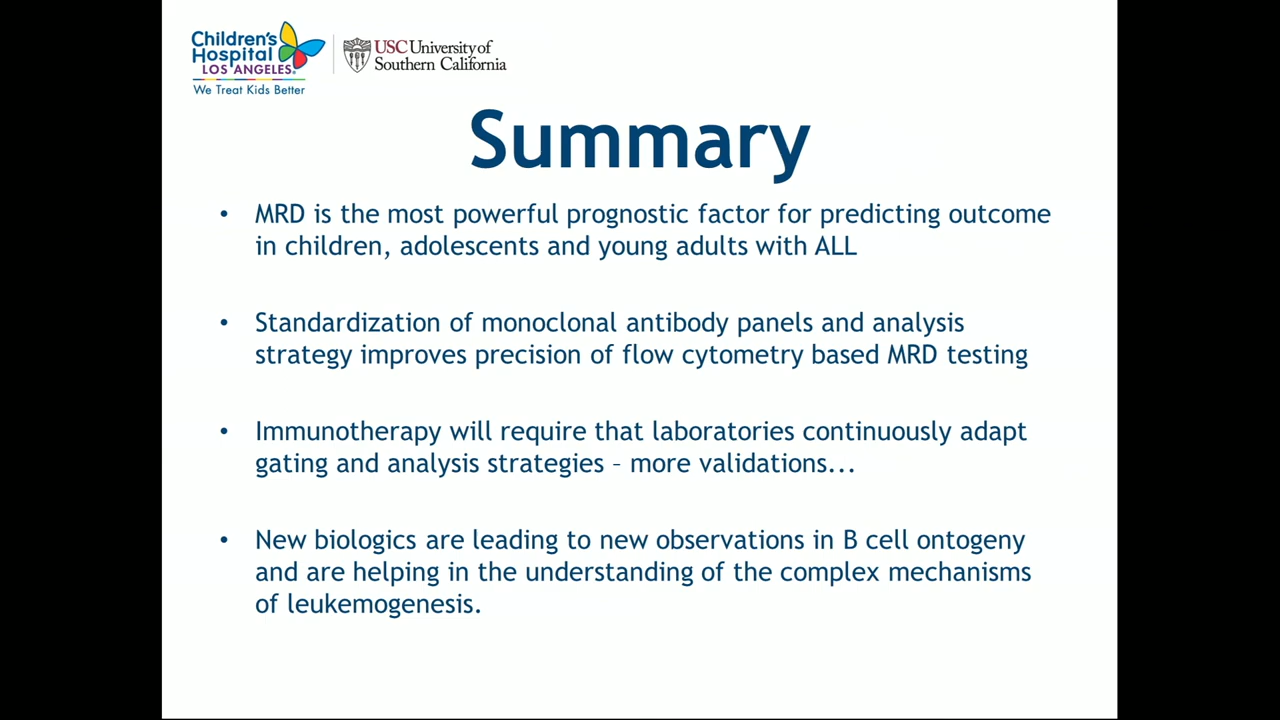 Children's
Hospital
LOS ANGELES®
We Treat Kids Better
USC University of
Southern California
Summary
• MRD is the most powerful prognostic factor for predicting outcome
in children, adolescents and young adults with ALL
• Standardization of monoclonal antibody panels and analysis
strategy improves precision of flow cytometry based MRD testing
• Immunotherapy will require that laboratories continuously adapt
gating and analysis strategies – more validations...
• New biologics are leading to new observations in B cell ontogeny
and are helping in the understanding of the complex mechanisms
of leukemogenesis.